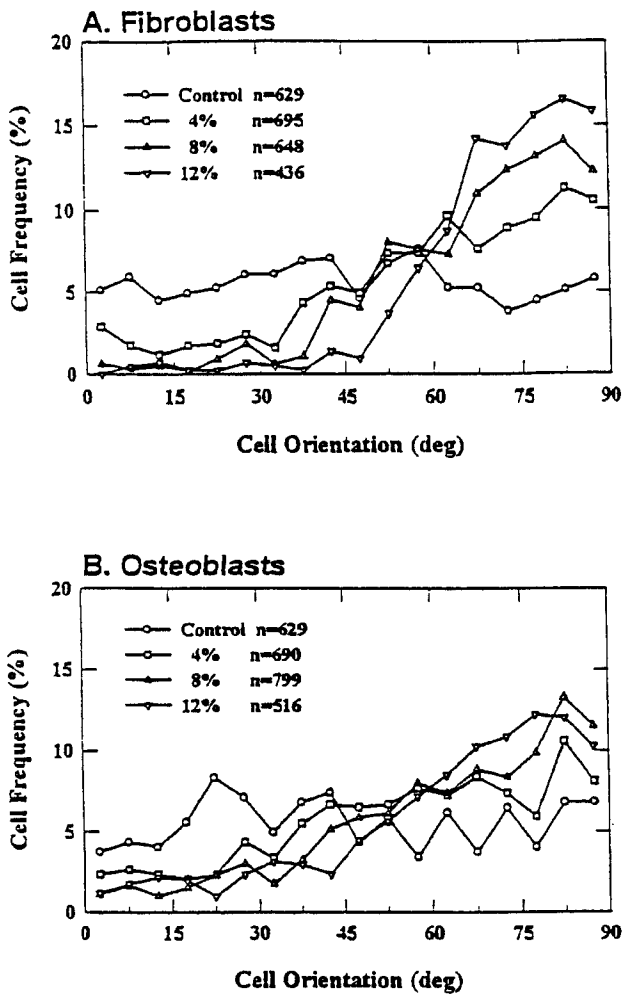 A. Fibroblasts
20
15
10
5
0
Cell Frequency (%)
Control n=629
4% n=695
8% n=648
12% n=436
0 15 30 45 60 75 90
Cell Orientation (deg)
B. Osteoblasts
20
15
10
5
0
Cell Frequency (%)
Control n=629
4% n=690
8% n=799
12% n=516
0 15 30 45 60 75 90
Cell Orientation (deg)